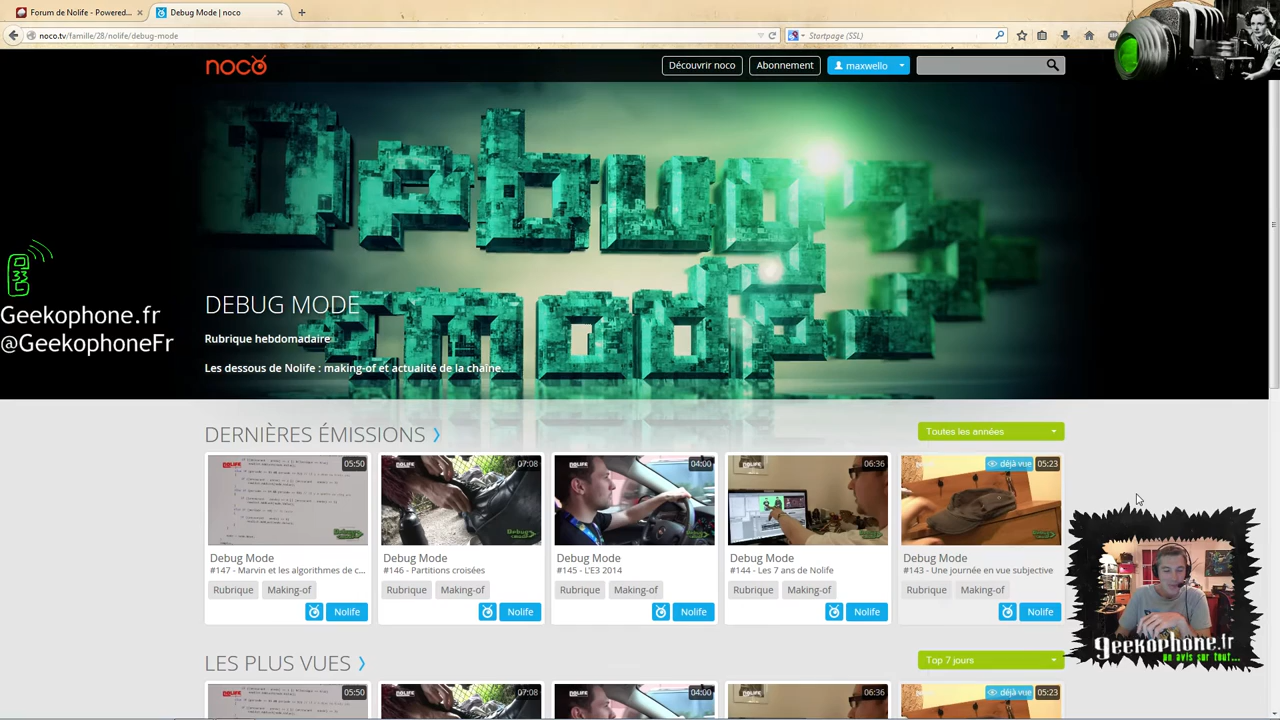 Forum de Nolife - Powered...
Debug Mode | noco
noco.tv/famille/28/nolife/debug-mode
Startpage (SSL)
noco
Découvrir noco
Abonnement
maxwello
Debug
mode
Geekophone.fr
@GeekophoneFr
DEBUG MODE
Rubrique hebdomadaire
Les dessous de Nolife : making-of et actualité de la chaîne.
DERNIÈRES ÉMISSIONS
Toutes les années
05:50
07:08
04:00
06:36
déjà vue 05:23
Debug Mode
#147 - Marvin et les algorithmes de c...
Rubrique Making-of
Nolife
Debug Mode
#146 - Partitions croisées
Rubrique Making-of
Nolife
Debug Mode
#145 - L'E3 2014
Rubrique Making-of
Nolife
Debug Mode
#144 - Les 7 ans de Nolife
Rubrique Making-of
Nolife
Debug Mode
#143 - Une journée en vue subjective
Rubrique Making-of
Nolife
geekophone.fr
un avis sur tout...
LES PLUS VUES
Top 7 jours
05:50
07:08
04:00
06:36
déjà vue 05:23